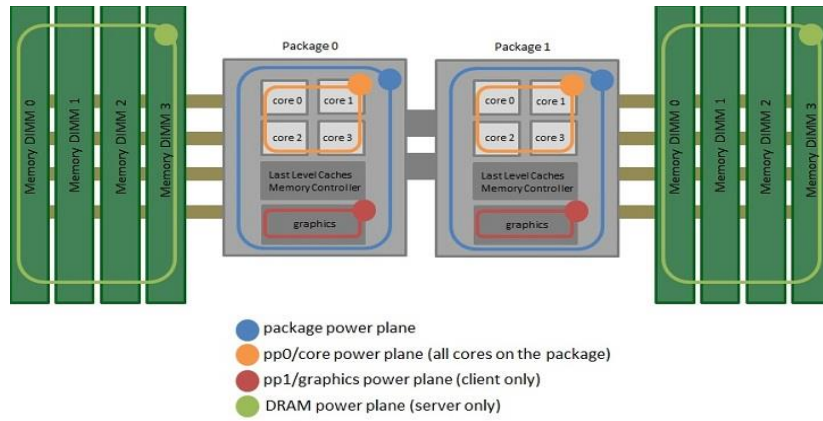 Package 0
Package 1
Memory DIMM 0
Memory DIMM 1
Memory DIMM 2
Memory DIMM 3
core 0
core 1
core 2
core 3
Last Level Caches
Memory Controller
graphics
core 0
core 1
core 2
core 3
Last Level Caches
Memory Controller
graphics
Memory DIMM 0
Memory DIMM 1
Memory DIMM 2
Memory DIMM 3
package power plane
pp0/core power plane (all cores on the package)
pp1/graphics power plane (client only)
DRAM power plane (server only)